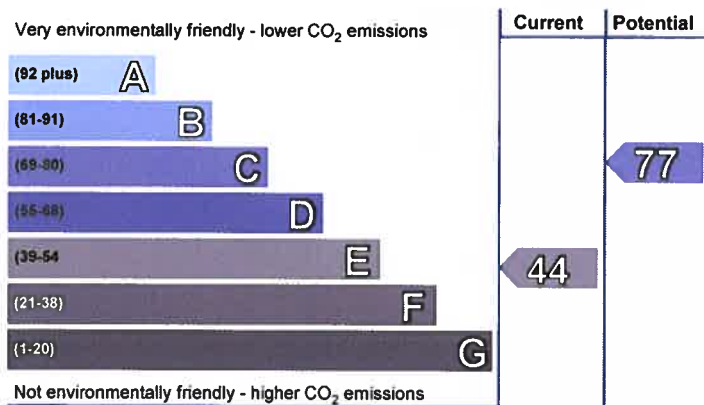 Current Potential
Very environmentally friendly - lower CO₂ emissions
(92 plus) A
(81-91) B
(69-80) C
77
(55-68) D
(39-54 E
44
(21-38) F
(1-20) G
Not environmentally friendly - higher CO₂ emissions